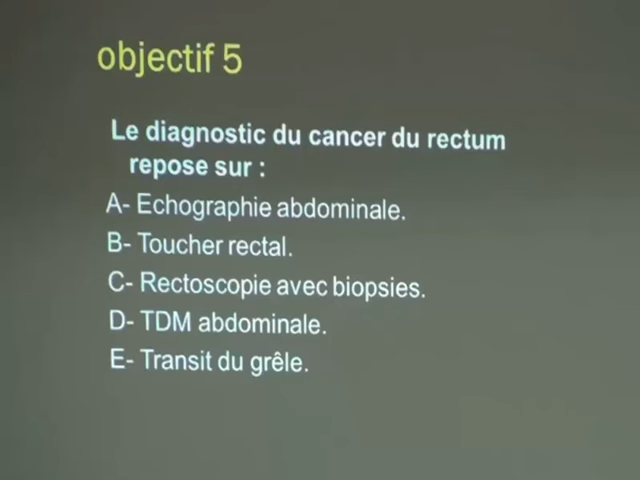 objectif 5
Le diagnostic du cancer du rectum
repose sur :
A- Echographie abdominale.
B- Toucher rectal.
C- Rectoscopie avec biopsies.
D- TDM abdominale.
E- Transit du grêle.